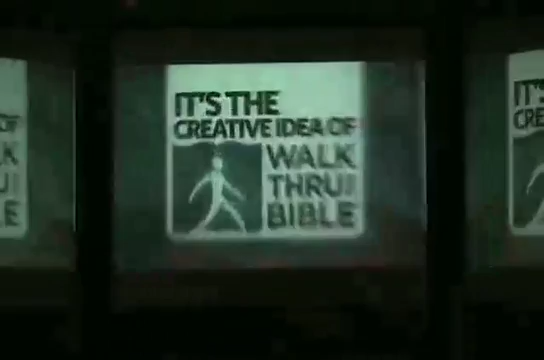 IT'S THE
CREATIVE IDEA OF
WALK
THRU
BIBLE